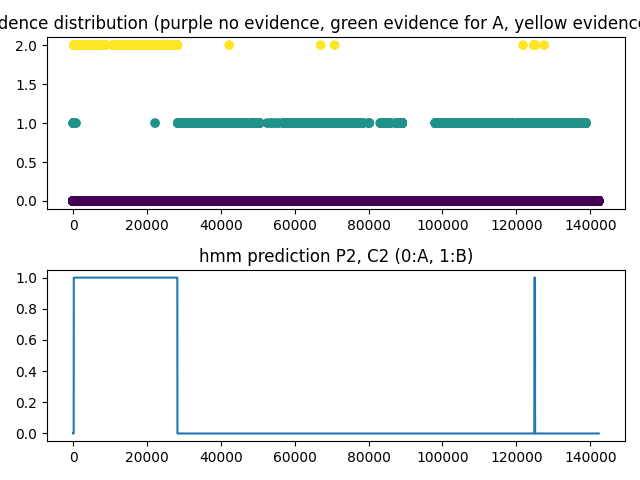 dence distribution (purple no evidence, green evidence for A, yellow evidence
2.0
1.5
1.0
0.5
0.0
0 20000 40000 60000 80000 100000 120000 140000
hmm prediction P2, C2 (0:A, 1:B)
1.0
0.8
0.6
0.4
0.2
0.0
0 20000 40000 60000 80000 100000 120000 140000